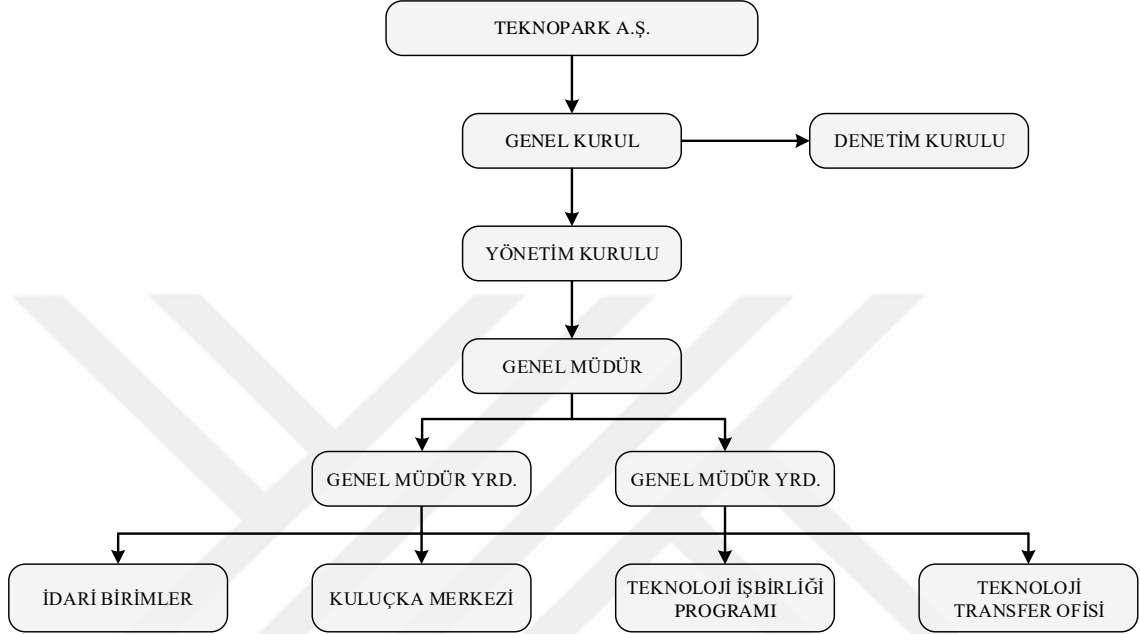 TEKNOPARK A.Ş.
GENEL KURUL
DENETİM KURULU
YÖNETİM KURULU
GENEL MÜDÜR
GENEL MÜDÜR YRD.
GENEL MÜDÜR YRD.
İDARİ BİRİMLER
KULUÇKA MERKEZİ
TEKNOLOJİ İŞBİRLİĞİ
PROGRAMI
TEKNOLOJİ
TRANSFER OFİSİ